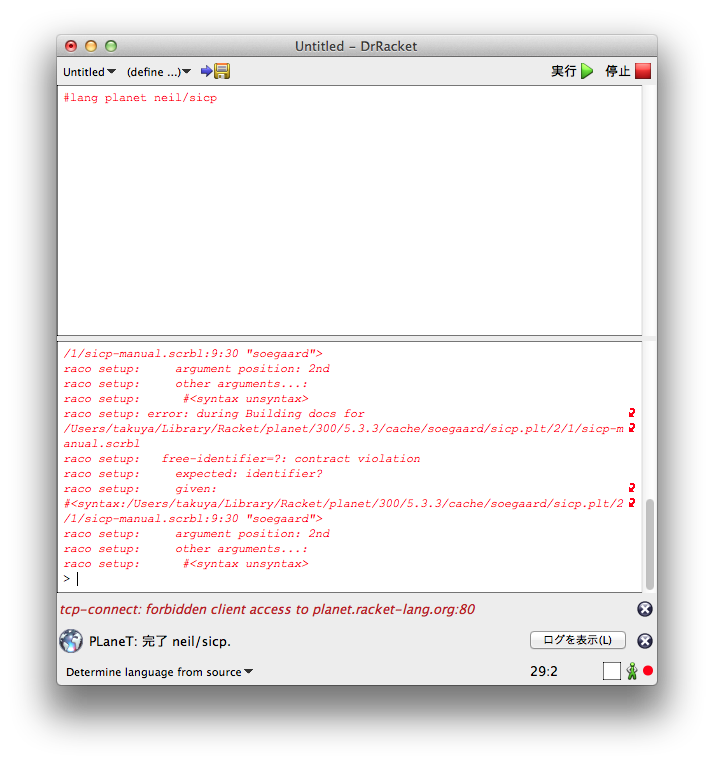 Untitled - DrRacket
Untitled (define ...) 実行 停止
#lang planet neil/sicp
/1/sicp-manual.scrbl:9:30 "soegaard">
raco setup:     argument position: 2nd
raco setup:     other arguments...:
raco setup:      #<syntax unsyntax>
raco setup: error: during Building docs for
/Users/takuya/Library/Racket/planet/300/5.3.3/cache/soegaard/sicp.plt/2/1/sicp-m
anual.scrbl
raco setup:   free-identifier=?: contract violation
raco setup:     expected: identifier?
raco setup:     given:
#<syntax:/Users/takuya/Library/Racket/planet/300/5.3.3/cache/soegaard/sicp.plt/2
/1/sicp-manual.scrbl:9:30 "soegaard">
raco setup:     argument position: 2nd
raco setup:     other arguments...:
raco setup:      #<syntax unsyntax>
>
tcp-connect: forbidden client access to planet.racket-lang.org:80
PLaneT: 完了 neil/sicp. ログを表示(L)
Determine language from source 29:2